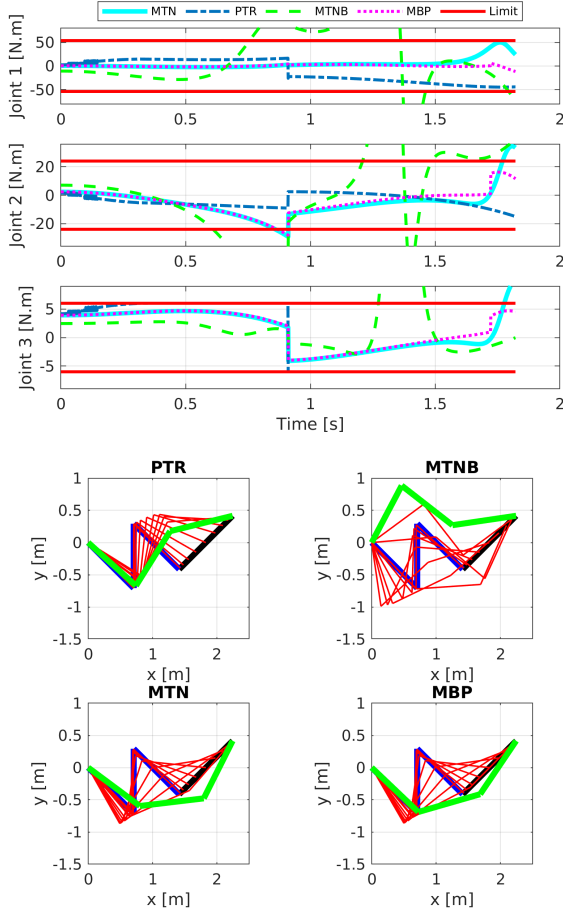 MTN PTR MTNB MBP Limit
Joint 1 [N.m]
50
0
-50
0 0.5 1 1.5 2
Joint 2 [N.m]
20
0
-20
0 0.5 1 1.5 2
Joint 3 [N.m]
5
0
-5
0 0.5 1 1.5 2
Time [s]
PTR
y [m]
1
0.5
0
-0.5
-1
-1.5
0 1 2
x [m]
MTNB
y [m]
1
0.5
0
-0.5
-1
-1.5
0 1 2
x [m]
MTN
y [m]
1
0.5
0
-0.5
-1
-1.5
0 1 2
x [m]
MBP
y [m]
1
0.5
0
-0.5
-1
-1.5
0 1 2
x [m]